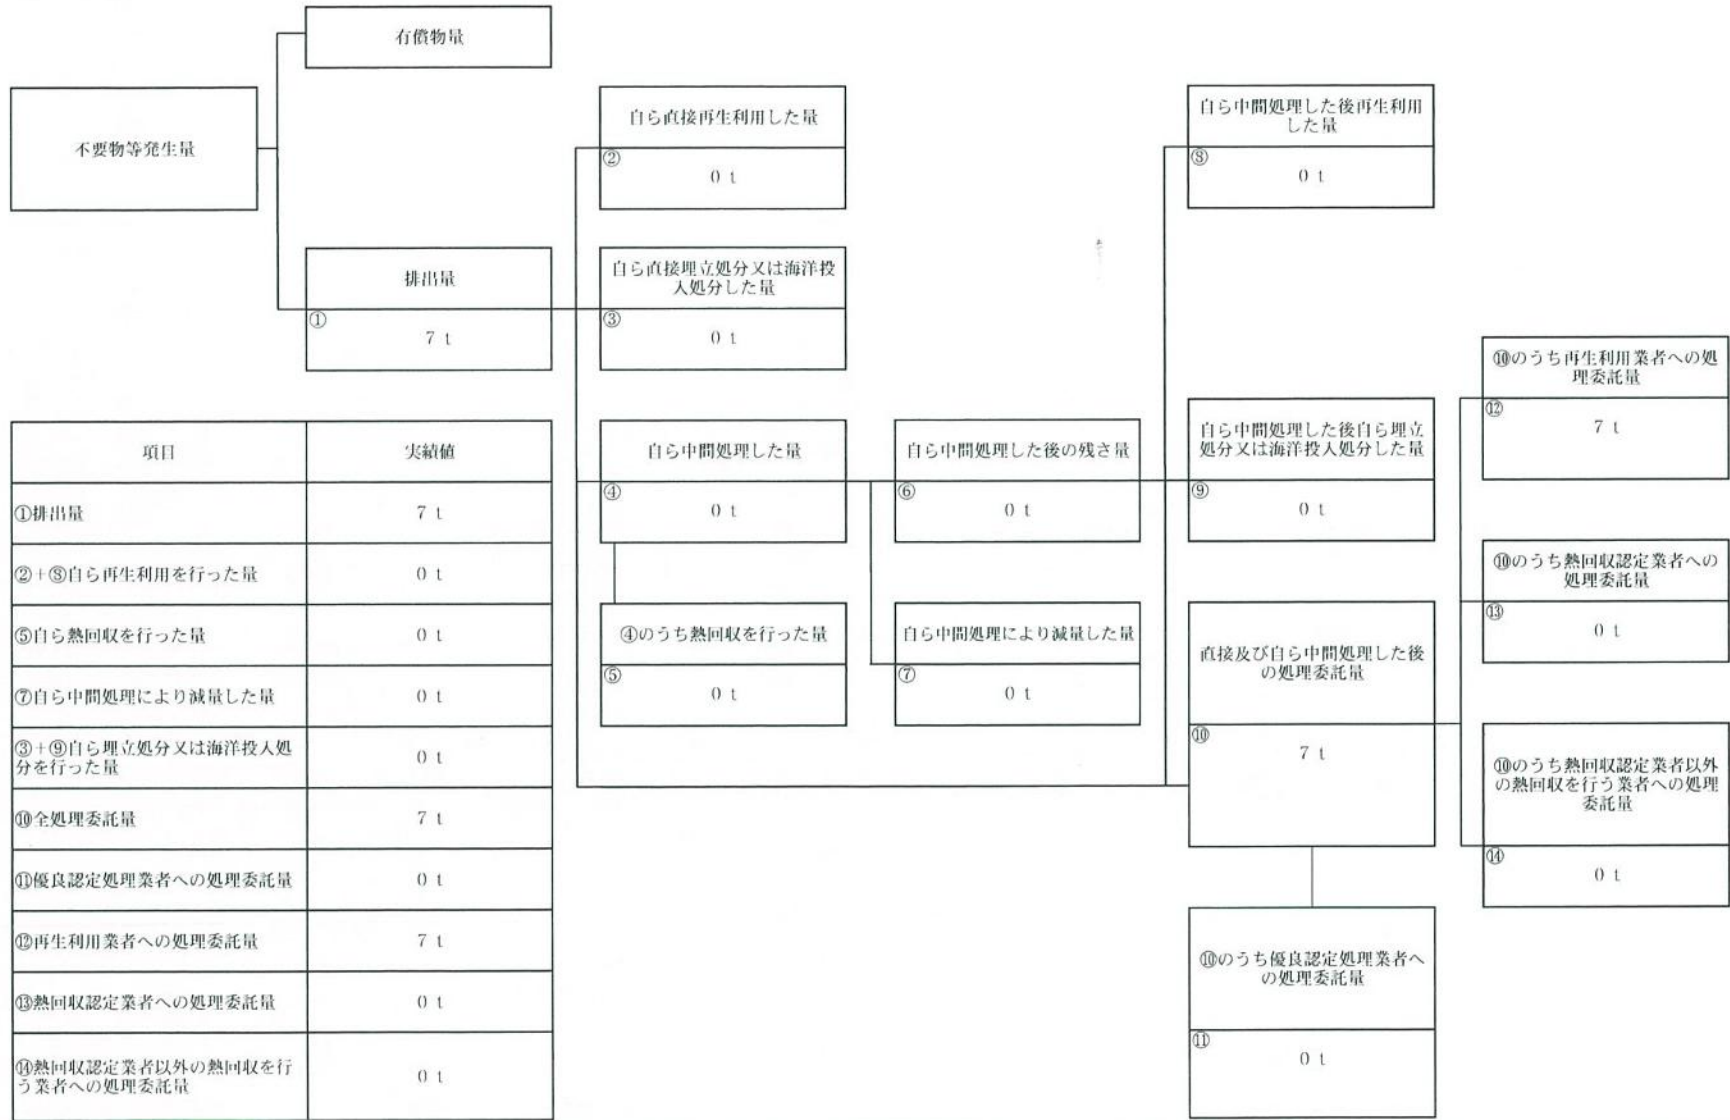 有償物量
不要物等発生量
自ら直接再生利用した量
②
0 t
自ら中間処理した後再生利用
した量
⑧
0 t
排出量
①
7 t
自ら直接埋立処分又は海洋投
入処分した量
③
0 t
⑩のうち再生利用業者への処
理委託量
⑫
7 t
自ら中間処理した量
④
0 t
自ら中間処理した後の残さ量
⑥
0 t
自ら中間処理した後自ら埋立
処分又は海洋投入処分した量
⑨
0 t
⑩のうち熱回収認定業者への
処理委託量
⑬
0 t
④のうち熱回収を行った量
⑤
0 t
自ら中間処理により減量した量
⑦
0 t
直接及び自ら中間処理した後
の処理委託量
⑩
7 t
⑩のうち熱回収認定業者以外
の熱回収を行う業者への処理
委託量
⑭
0 t
⑩のうち優良認定処理業者へ
の処理委託量
⑪
0 t
項目 実績値
①排出量 7 t
②+⑧自ら再生利用を行った量 0 t
⑤自ら熱回収を行った量 0 t
⑦自ら中間処理により減量した量 0 t
③+⑨自ら埋立処分又は海洋投入処
分を行った量 0 t
⑩全処理委託量 7 t
⑪優良認定処理業者への処理委託量 0 t
⑫再生利用業者への処理委託量 7 t
⑬熱回収認定業者への処理委託量 0 t
⑭熱回収認定業者以外の熱回収を行
う業者への処理委託量 0 t